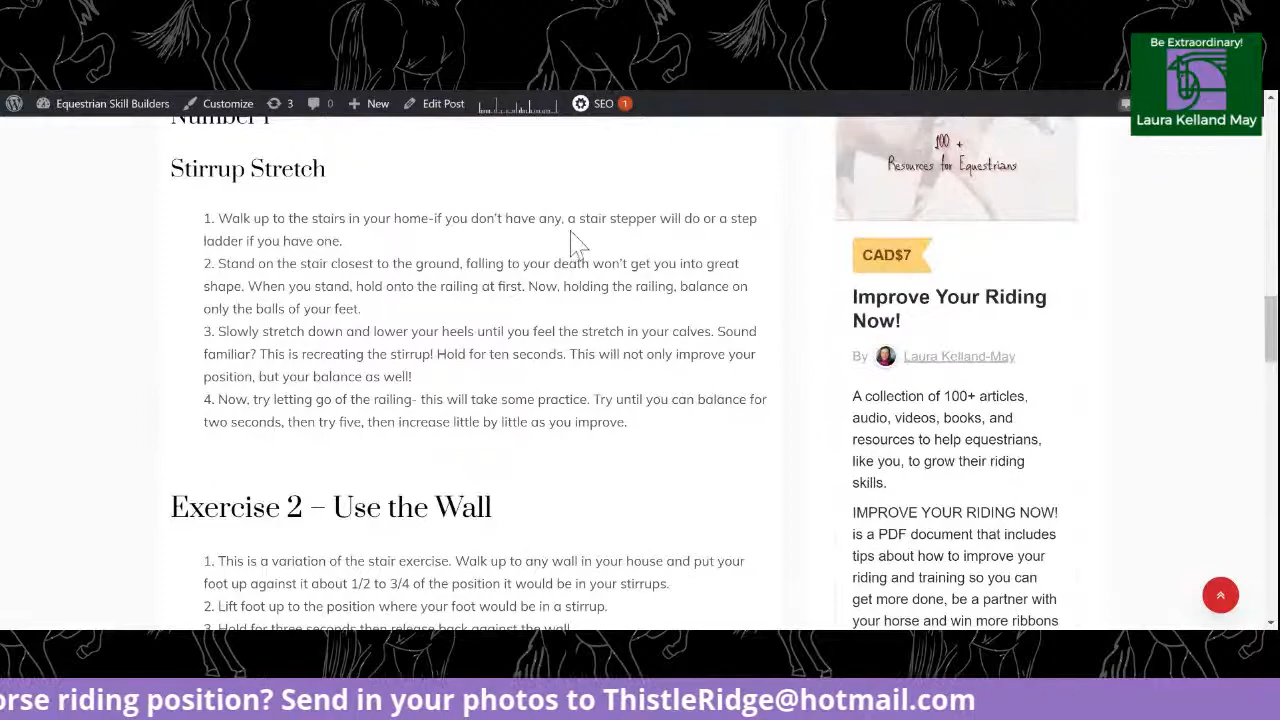 Be Extraordinary!
Laura Kelland May
Equestrian Skill Builders Customize 3 0 New Edit Post SEO 1
Number 1
Stirrup Stretch
1. Walk up to the stairs in your home-if you don't have any, a stair stepper will do or a step
ladder if you have one.
2. Stand on the stair closest to the ground, falling to your death won't get you into great
shape. When you stand, hold onto the railing at first. Now, holding the railing, balance on
only the balls of your feet.
3. Slowly stretch down and lower your heels until you feel the stretch in your calves. Sound
familiar? This is recreating the stirrup! Hold for ten seconds. This will not only improve your
position, but your balance as well!
4. Now, try letting go of the railing- this will take some practice. Try until you can balance for
two seconds, then try five, then increase little by little as you improve.
Exercise 2 – Use the Wall
1. This is a variation of the stair exercise. Walk up to any wall in your house and put your
foot up against it about 1/2 to 3/4 of the position it would be in your stirrups.
2. Lift foot up to the position where your foot would be in a stirrup.
3. Hold for three seconds then release back against the wall
100 +
Resources for Equestrians
CAD$7
Improve Your Riding
Now!
By Laura Kelland-May
A collection of 100+ articles,
audio, videos, books, and
resources to help equestrians,
like you, to grow their riding
skills.
IMPROVE YOUR RIDING NOW!
is a PDF document that includes
tips about how to improve your
riding and training so you can
get more done, be a partner with
your horse and win more ribbons
orse riding position? Send in your photos to ThistleRidge@hotmail.com